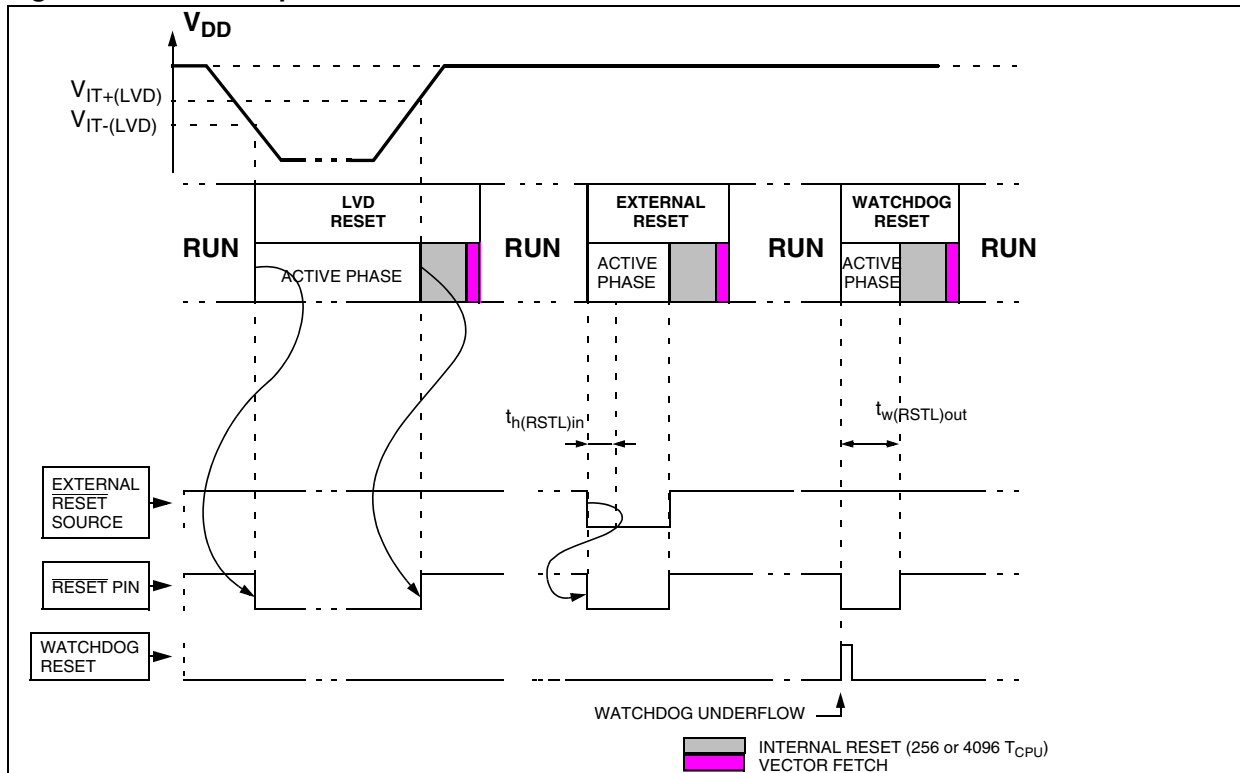 VDD
VIT+(LVD)
VIT-(LVD)
LVD
RESET
EXTERNAL
RESET
WATCHDOG
RESET
RUN
RUN
RUN
RUN
ACTIVE PHASE
ACTIVE
PHASE
ACTIVE
PHASE
th(RSTL)in
tw(RSTL)out
EXTERNAL
RESET
SOURCE
RESET PIN
WATCHDOG
RESET
WATCHDOG UNDERFLOW
INTERNAL RESET (256 or 4096 TCPU)
VECTOR FETCH